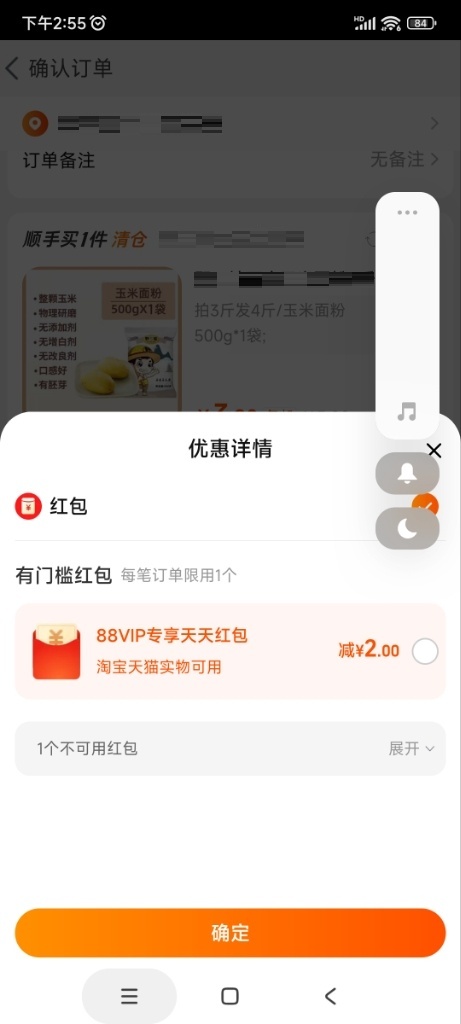 下午2:55
HD
84
确认订单
订单备注
无备注
顺手买1件 清仓
整颗玉米
物理研磨
无添加剂
无增白剂
无改良剂
口感好
有胚芽
玉米面粉
500gX1袋
拍3斤发4斤/玉米面粉
500g*1袋;
优惠详情
红包
有门槛红包 每笔订单限用1个
88VIP专享天天红包
淘宝天猫实物可用
减¥2.00
1个不可用红包
展开
确定